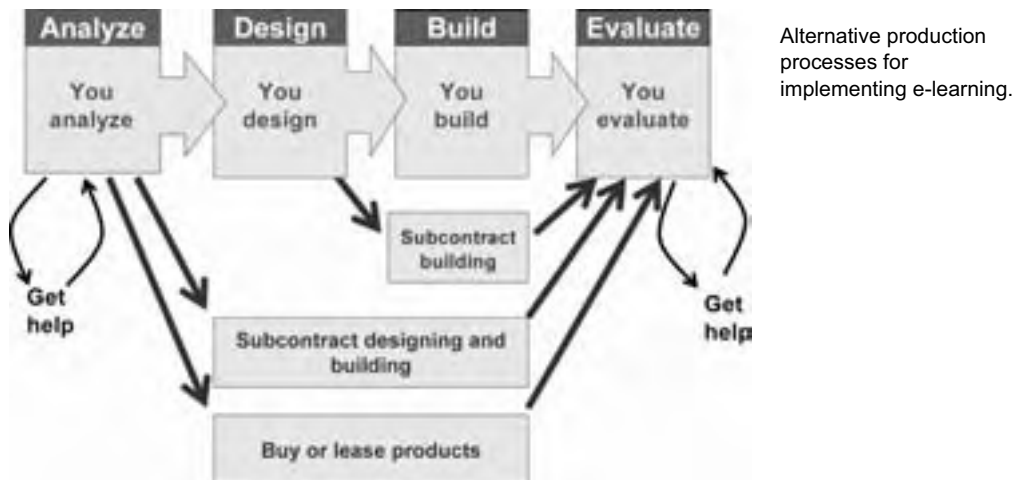 Analyze
Design
Build
Evaluate
You
analyze
You
design
You
build
You
evaluate
Subcontract
building
Get
help
Get
help
Subcontract designing and
building
Buy or lease products
Alternative production
processes for
implementing e-learning.